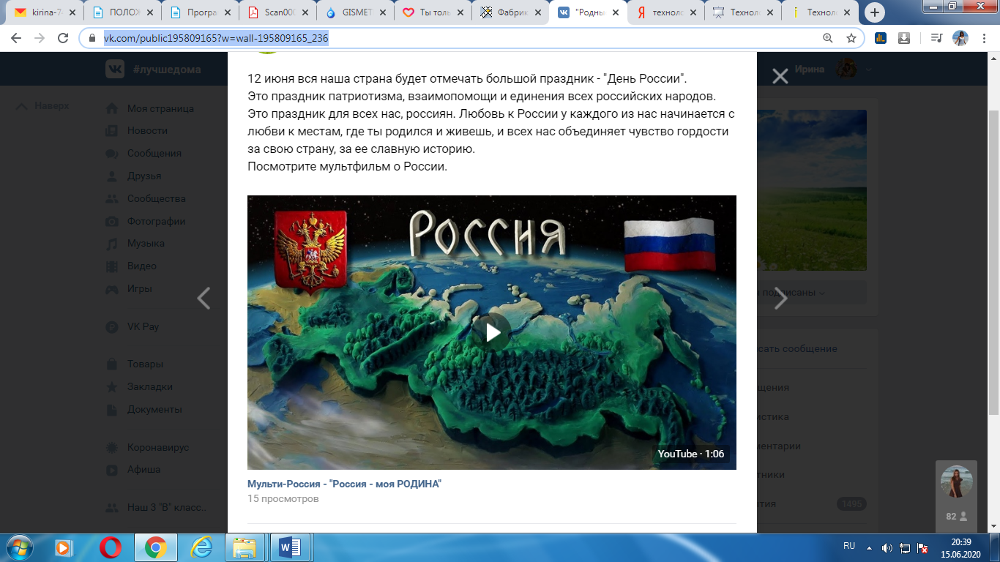 kirina-74
ПОЛОЖ
Програ
Scan000
GISMET
Ты толь
Фабрик
"Родны
технол
Технол
Технол
vk.com/public195809165?w=wall-195809165_236
#лучшедома
Ирина
Наверх
Моя страница
Новости
Сообщения
Друзья
Сообщества
Фотографии
Музыка
Видео
Игры
VK Pay
Товары
Закладки
Документы
Коронавирус
Афиша
Наш 3 "В" класс..
12 июня вся наша страна будет отмечать большой праздник - "День России".
Это праздник патриотизма, взаимопомощи и единения всех российских народов.
Это праздник для всех нас, россиян. Любовь к России у каждого из нас начинается с
любви к местам, где ты родился и живешь, и всех нас объединяет чувство гордости
за свою страну, за ее славную историю.
Посмотрите мультфильм о России.
Россия
YouTube · 1:06
Мульти-Россия - "Россия - моя РОДИНА"
15 просмотров
подписаны
сать сообщение
щения
истика
ментарии
тники
тия
1495
82
RU
20:39
15.06.2020